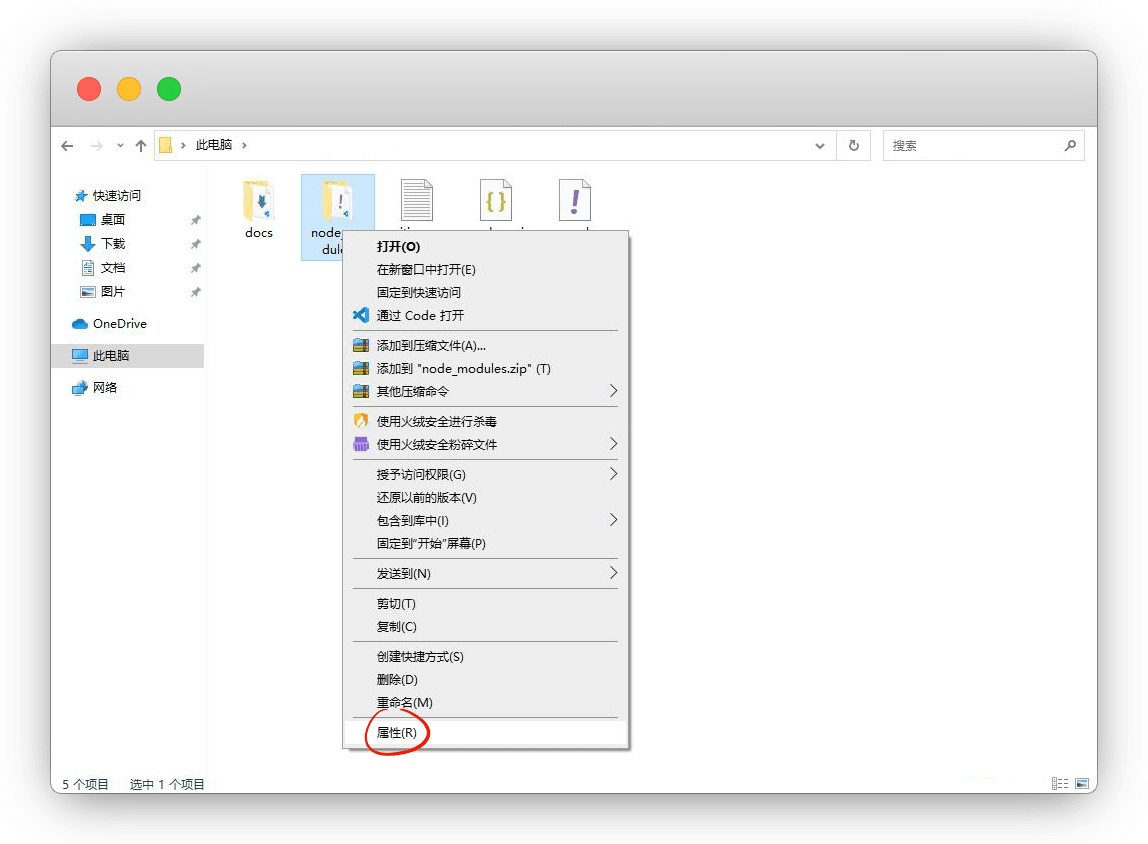 此电脑
搜索
快速访问
桌面
下载
文档
图片
OneDrive
此电脑
网络
docs
打开(O)
在新窗口中打开(E)
固定到快速访问
通过 Code 打开
添加到压缩文件(A)...
添加到 "node_modules.zip" (T)
其他压缩命令
使用火绒安全进行杀毒
使用火绒安全粉碎文件
授予访问权限(G)
还原以前的版本(V)
包含到库中(I)
固定到"开始"屏幕(P)
发送到(N)
剪切(T)
复制(C)
创建快捷方式(S)
删除(D)
重命名(M)
属性(R)
5 个项目
选中 1 个项目